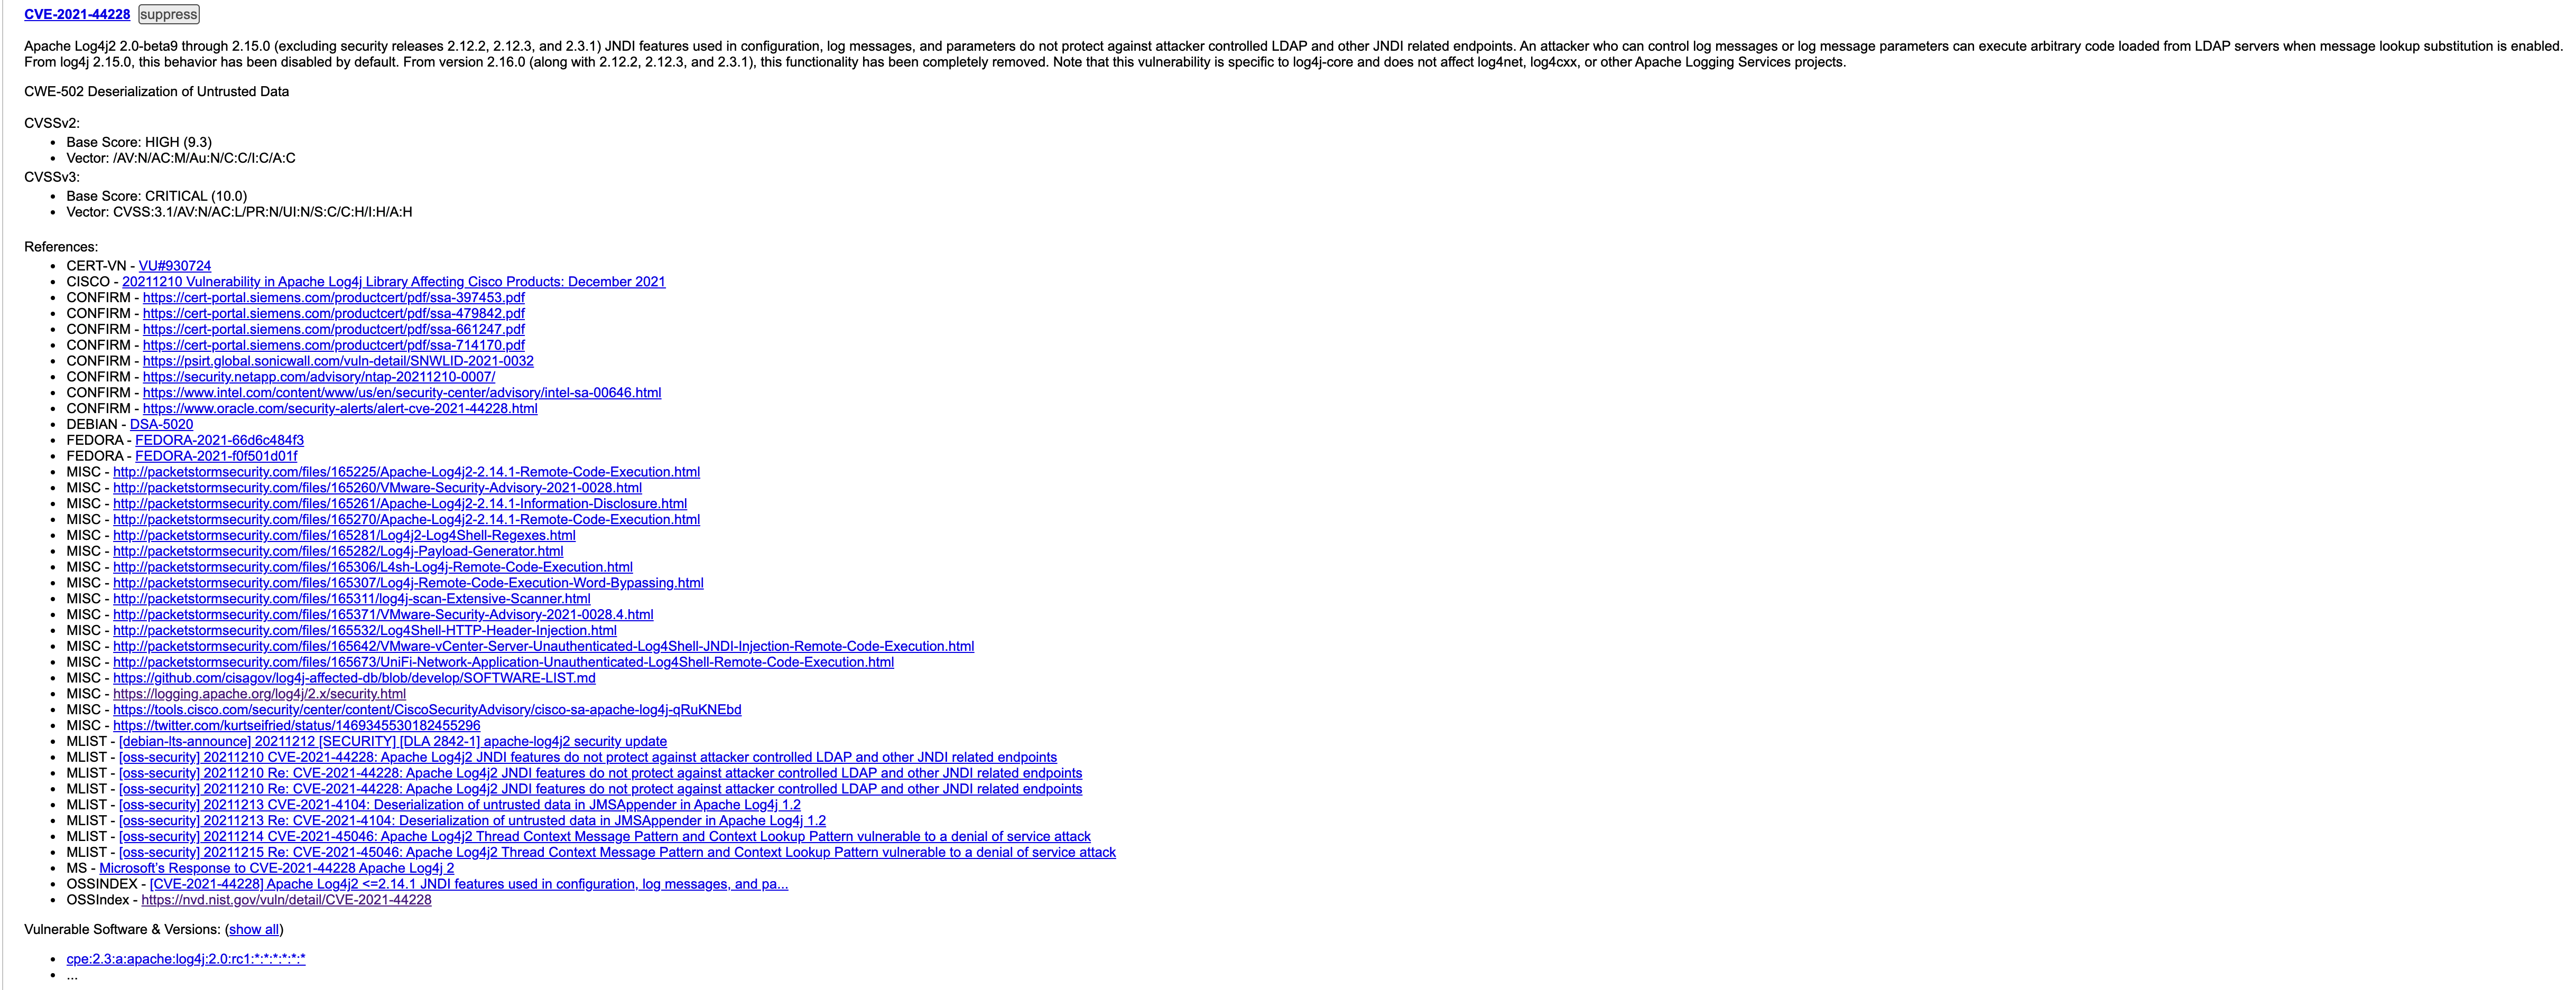 CVE-2021-44228 suppress
Apache Log4j2 2.0-beta9 through 2.15.0 (excluding security releases 2.12.2, 2.12.3, and 2.3.1) JNDI features used in configuration, log messages, and parameters do not protect against attacker controlled LDAP and other JNDI related endpoints. An attacker who can control log messages or log message parameters can execute arbitrary code loaded from LDAP servers when message lookup substitution is enabled.
From log4j 2.15.0, this behavior has been disabled by default. From version 2.16.0 (along with 2.12.2, 2.12.3, and 2.3.1), this functionality has been completely removed. Note that this vulnerability is specific to log4j-core and does not affect log4net, log4cxx, or other Apache Logging Services projects.
CWE-502 Deserialization of Untrusted Data
CVSSv2:
• Base Score: HIGH (9.3)
• Vector: /AV:N/AC:M/Au:N/C:C/I:C/A:C
CVSSv3:
• Base Score: CRITICAL (10.0)
• Vector: CVSS:3.1/AV:N/AC:L/PR:N/UI:N/S:C/C:H/I:H/A:H
References:
• CERT-VN - VU#930724
• CISCO - 20211210 Vulnerability in Apache Log4j Library Affecting Cisco Products: December 2021
• CONFIRM - https://cert-portal.siemens.com/productcert/pdf/ssa-397453.pdf
• CONFIRM - https://cert-portal.siemens.com/productcert/pdf/ssa-479842.pdf
• CONFIRM - https://cert-portal.siemens.com/productcert/pdf/ssa-661247.pdf
• CONFIRM - https://cert-portal.siemens.com/productcert/pdf/ssa-714170.pdf
• CONFIRM - https://psirt.global.sonicwall.com/vuln-detail/SNWLID-2021-0032
• CONFIRM - https://security.netapp.com/advisory/ntap-20211210-0007/
• CONFIRM - https://www.intel.com/content/www/us/en/security-center/advisory/intel-sa-00646.html
• CONFIRM - https://www.oracle.com/security-alerts/alert-cve-2021-44228.html
• DEBIAN - DSA-5020
• FEDORA - FEDORA-2021-66d6c484f3
• FEDORA - FEDORA-2021-f0f501d01f
• MISC - http://packetstormsecurity.com/files/165225/Apache-Log4j2-2.14.1-Remote-Code-Execution.html
• MISC - http://packetstormsecurity.com/files/165260/VMware-Security-Advisory-2021-0028.html
• MISC - http://packetstormsecurity.com/files/165261/Apache-Log4j2-2.14.1-Information-Disclosure.html
• MISC - http://packetstormsecurity.com/files/165270/Apache-Log4j2-2.14.1-Remote-Code-Execution.html
• MISC - http://packetstormsecurity.com/files/165281/Log4j2-Log4Shell-Regexes.html
• MISC - http://packetstormsecurity.com/files/165282/Log4j-Payload-Generator.html
• MISC - http://packetstormsecurity.com/files/165306/L4sh-Log4j-Remote-Code-Execution.html
• MISC - http://packetstormsecurity.com/files/165307/Log4j-Remote-Code-Execution-Word-Bypassing.html
• MISC - http://packetstormsecurity.com/files/165311/log4j-scan-Extensive-Scanner.html
• MISC - http://packetstormsecurity.com/files/165371/VMware-Security-Advisory-2021-0028.4.html
• MISC - http://packetstormsecurity.com/files/165532/Log4Shell-HTTP-Header-Injection.html
• MISC - http://packetstormsecurity.com/files/165642/VMware-vCenter-Server-Unauthenticated-Log4Shell-JNDI-Injection-Remote-Code-Execution.html
• MISC - http://packetstormsecurity.com/files/165673/UniFi-Network-Application-Unauthenticated-Log4Shell-Remote-Code-Execution.html
• MISC - https://github.com/cisagov/log4j-affected-db/blob/develop/SOFTWARE-LIST.md
• MISC - https://logging.apache.org/log4j/2.x/security.html
• MISC - https://tools.cisco.com/security/center/content/CiscoSecurityAdvisory/cisco-sa-apache-log4j-qRuKNEbd
• MISC - https://twitter.com/kurtseifried/status/1469345530182455296
• MLIST - [debian-lts-announce] 20211212 [SECURITY] [DLA 2842-1] apache-log4j2 security update
• MLIST - [oss-security] 20211210 CVE-2021-44228: Apache Log4j2 JNDI features do not protect against attacker controlled LDAP and other JNDI related endpoints
• MLIST - [oss-security] 20211210 Re: CVE-2021-44228: Apache Log4j2 JNDI features do not protect against attacker controlled LDAP and other JNDI related endpoints
• MLIST - [oss-security] 20211210 Re: CVE-2021-44228: Apache Log4j2 JNDI features do not protect against attacker controlled LDAP and other JNDI related endpoints
• MLIST - [oss-security] 20211213 CVE-2021-4104: Deserialization of untrusted data in JMSAppender in Apache Log4j 1.2
• MLIST - [oss-security] 20211213 Re: CVE-2021-4104: Deserialization of untrusted data in JMSAppender in Apache Log4j 1.2
• MLIST - [oss-security] 20211214 CVE-2021-45046: Apache Log4j2 Thread Context Message Pattern and Context Lookup Pattern vulnerable to a denial of service attack
• MLIST - [oss-security] 20211215 Re: CVE-2021-45046: Apache Log4j2 Thread Context Message Pattern and Context Lookup Pattern vulnerable to a denial of service attack
• MS - Microsoft's Response to CVE-2021-44228 Apache Log4j 2
• OSSINDEX - [CVE-2021-44228] Apache Log4j2 <=2.14.1 JNDI features used in configuration, log messages, and pa...
• OSSIndex - https://nvd.nist.gov/vuln/detail/CVE-2021-44228
Vulnerable Software & Versions: (show all)
• cpe:2.3:a:apache:log4j:2.0:rc1:*:*:*:*:*:*
• ...